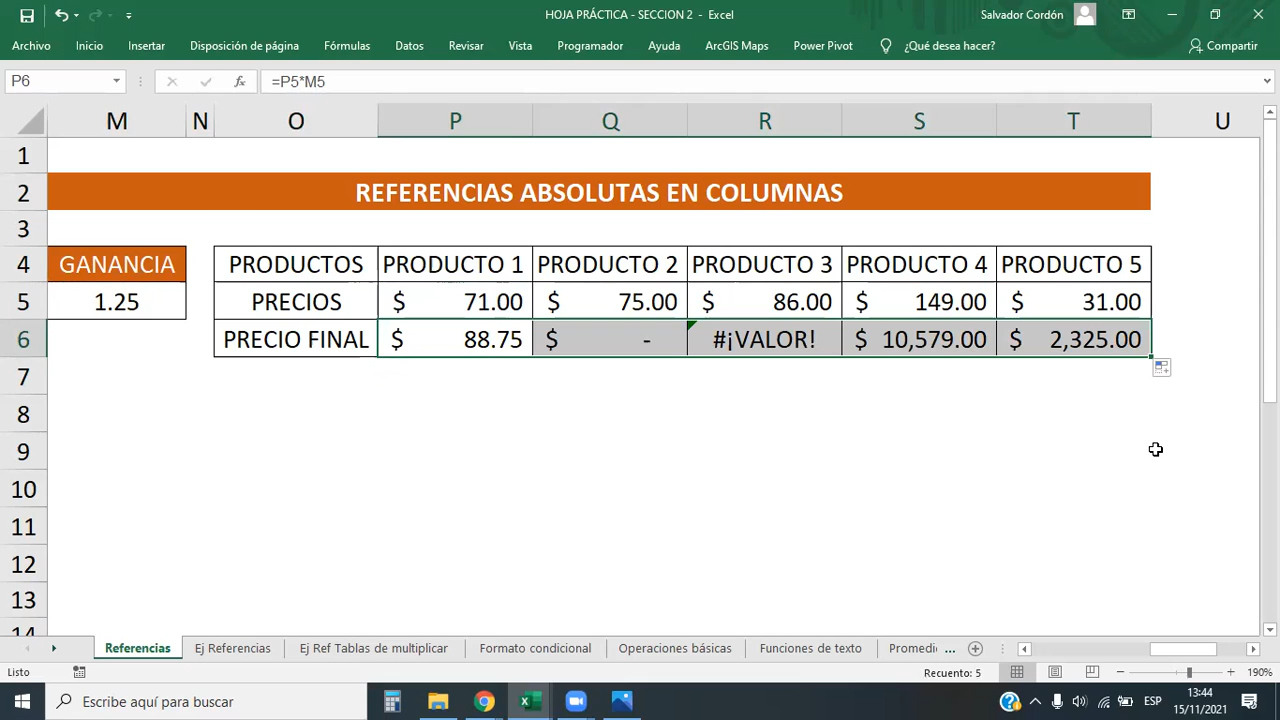 HOJA PRÁCTICA - SECCION 2 - Excel
Salvador Cordón
Archivo Inicio Insertar Disposición de página Fórmulas Datos Revisar Vista Programador Ayuda ArcGIS Maps Power Pivot ¿Qué desea hacer? Compartir
P6 fx =P5*M5
M N O P Q R S T U
1
2 REFERENCIAS ABSOLUTAS EN COLUMNAS
3
4 GANANCIA PRODUCTOS PRODUCTO 1 PRODUCTO 2 PRODUCTO 3 PRODUCTO 4 PRODUCTO 5
5 1.25 PRECIOS $ 71.00 $ 75.00 $ 86.00 $ 149.00 $ 31.00
6 PRECIO FINAL $ 88.75 $ - #¡VALOR! $ 10,579.00 $ 2,325.00
7
8
9
10
11
12
13
14
Referencias Ej Referencias Ej Ref Tablas de multiplicar Formato condicional Operaciones básicas Funciones de texto Promedi ...
Listo Recuento: 5 190%
Escribe aquí para buscar ESP 13:44
15/11/2021